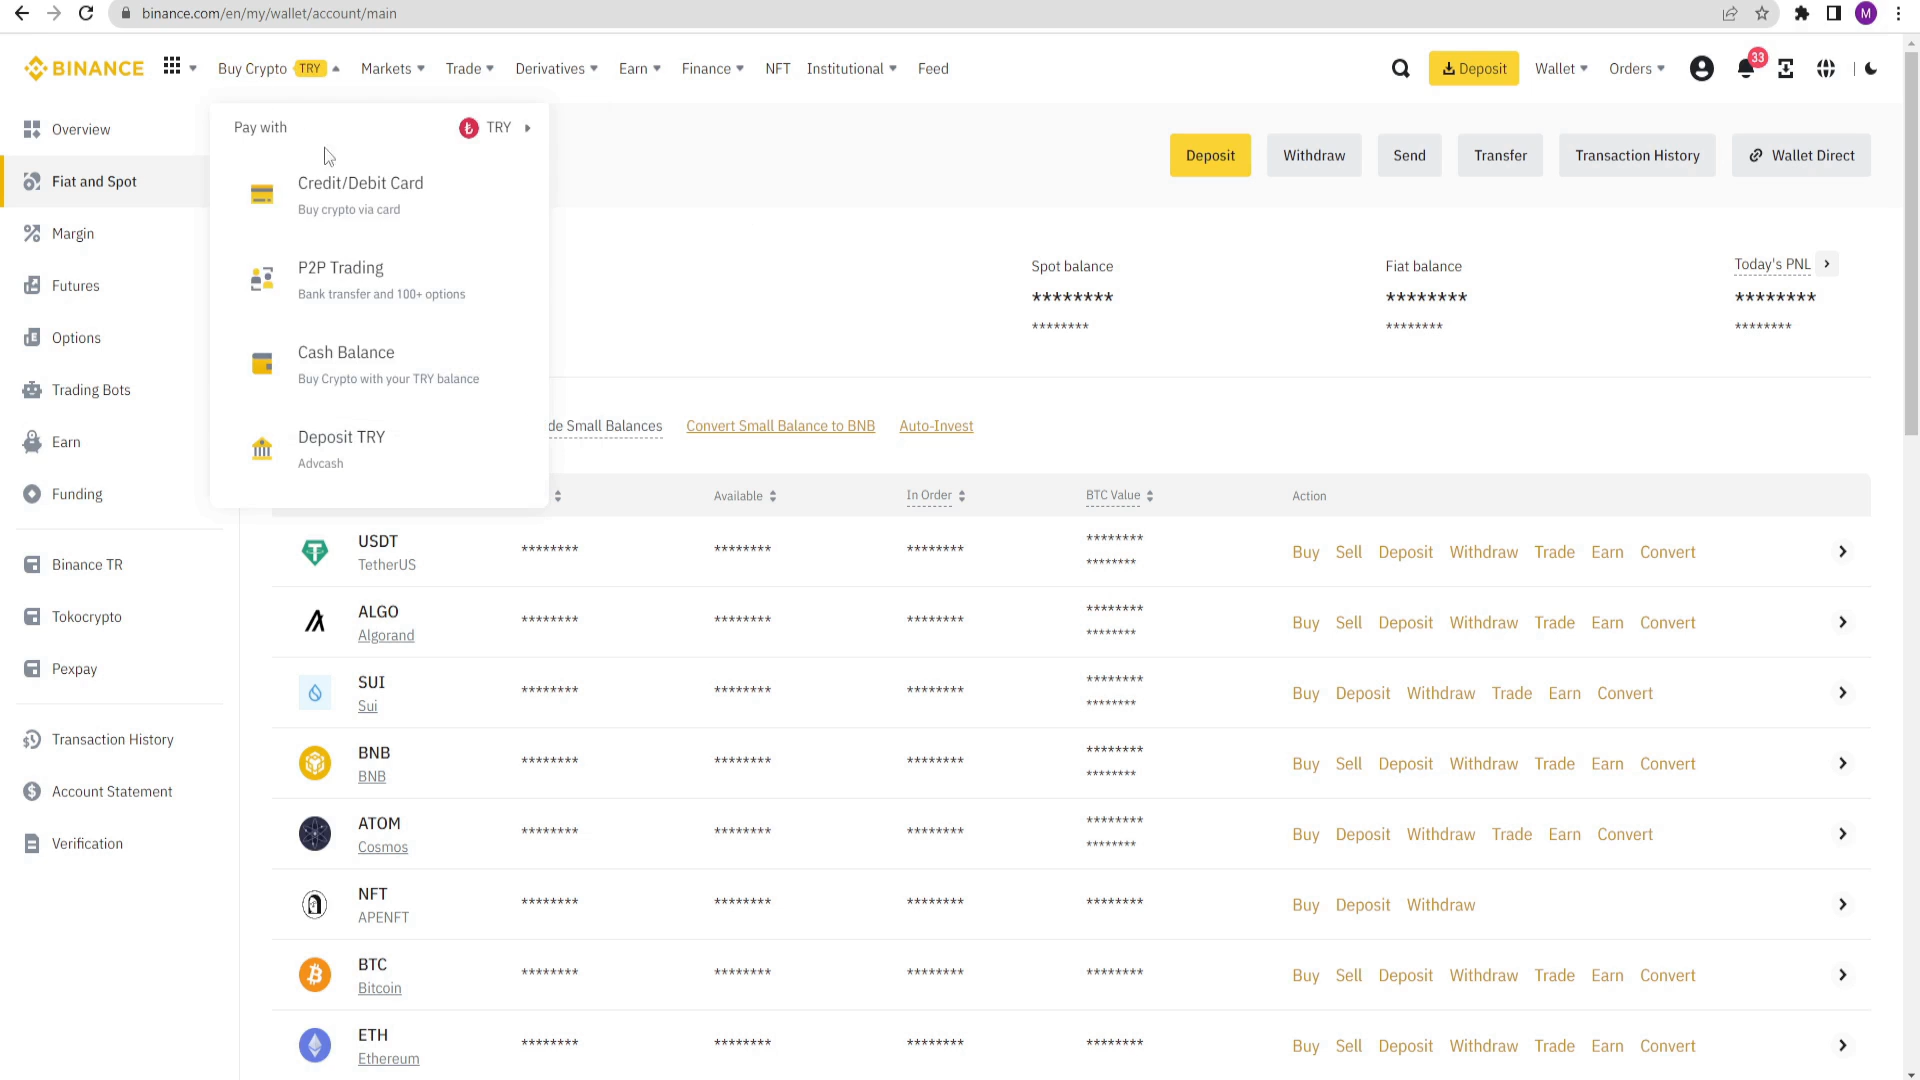 binance.com/en/my/wallet/account/main
M
BINANCE
Buy Crypto TRY Markets Trade Derivatives Earn Finance NFT Institutional Feed
Deposit Wallet Orders 33
Overview
Fiat and Spot
Margin
Futures
Options
Trading Bots
Earn
Funding
Binance TR
Tokocrypto
Pexpay
Transaction History
Account Statement
Verification
Pay with TRY
Credit/Debit Card
Buy crypto via card
P2P Trading
Bank transfer and 100+ options
Cash Balance
Buy Crypto with your TRY balance
Deposit TRY
Advcash
Deposit Withdraw Send Transfer Transaction History Wallet Direct
Spot balance Fiat balance Today's PNL
******** ******** ********
******** ******** ********
de Small Balances Convert Small Balance to BNB Auto-Invest
Available In Order BTC Value Action
USDT ******** ******** ******** ******** Buy Sell Deposit Withdraw Trade Earn Convert
TetherUS ********
ALGO ******** ******** ******** ******** Buy Sell Deposit Withdraw Trade Earn Convert
Algorand ********
SUI ******** ******** ******** ******** Buy Deposit Withdraw Trade Earn Convert
Sui ********
BNB ******** ******** ******** ******** Buy Sell Deposit Withdraw Trade Earn Convert
BNB ********
ATOM ******** ******** ******** ******** Buy Deposit Withdraw Trade Earn Convert
Cosmos ********
NFT ******** ******** ******** ******** Buy Deposit Withdraw
APENFT
BTC ******** ******** ******** ******** Buy Sell Deposit Withdraw Trade Earn Convert
Bitcoin
ETH ******** ******** ******** ******** Buy Sell Deposit Withdraw Trade Earn Convert
Ethereum